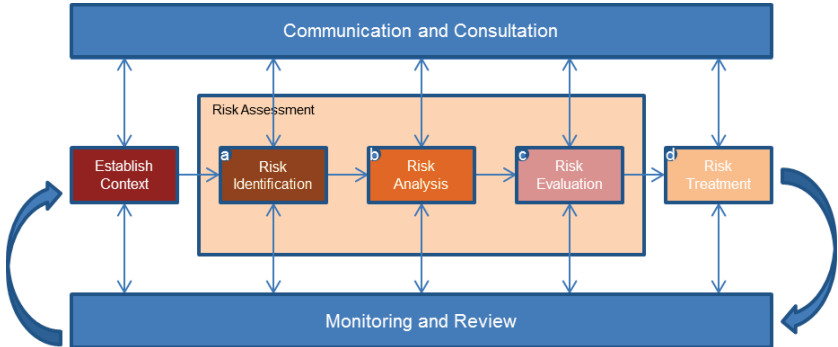 Communication and Consultation
Risk Assessment
Establish
Context
a
Risk
Identification
b
Risk
Analysis
c
Risk
Evaluation
d
Risk
Treatment
Monitoring and Review